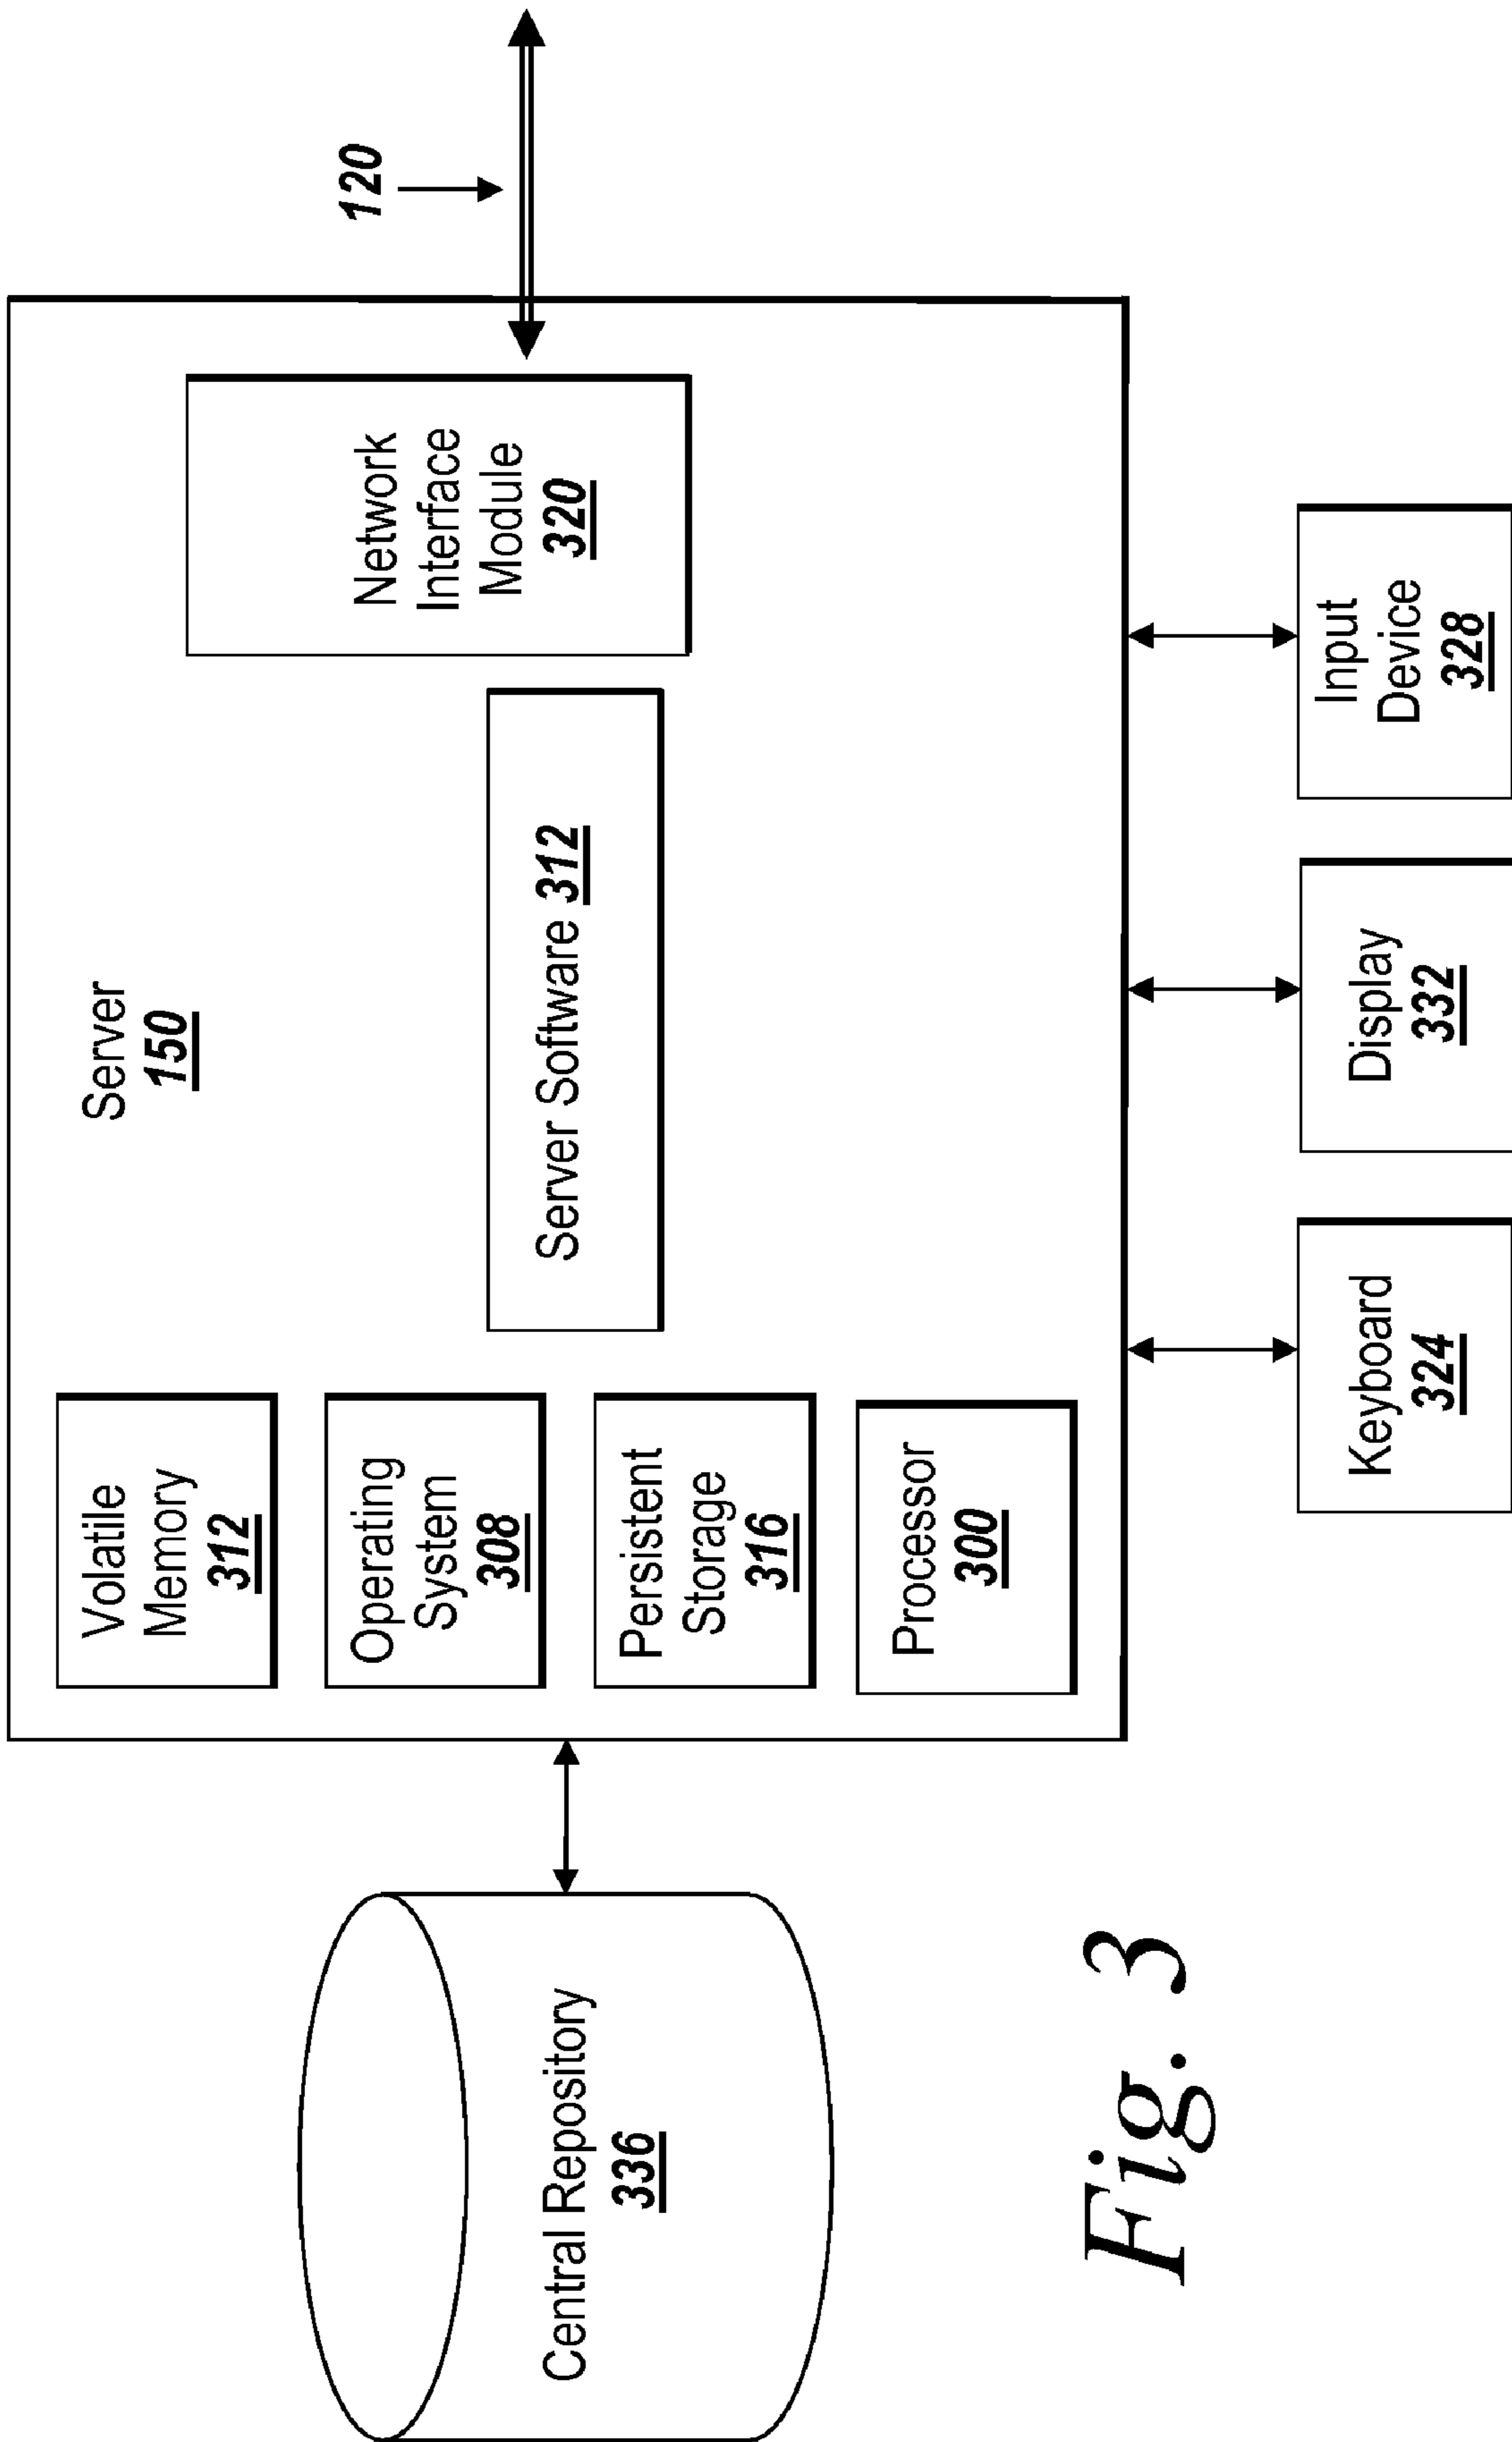 Server
150
120
Volatile
Memory
312
Operating
System
308
Persistent
Storage
316
Processor
300
Server Software 312
Network
Interface
Module
320
Central Repository
336
Keyboard
324
Display
332
Input
Device
328
Fig. 3